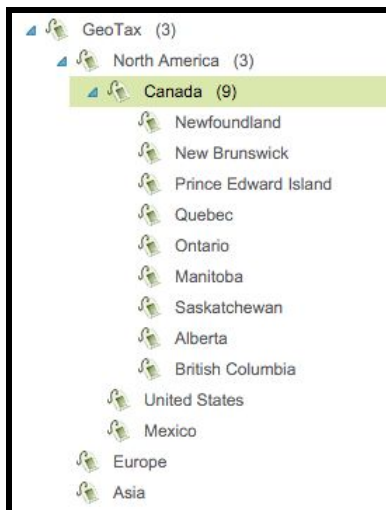 GeoTax (3)
North America (3)
Canada (9)
Newfoundland
New Brunswick
Prince Edward Island
Quebec
Ontario
Manitoba
Saskatchewan
Alberta
British Columbia
United States
Mexico
Europe
Asia